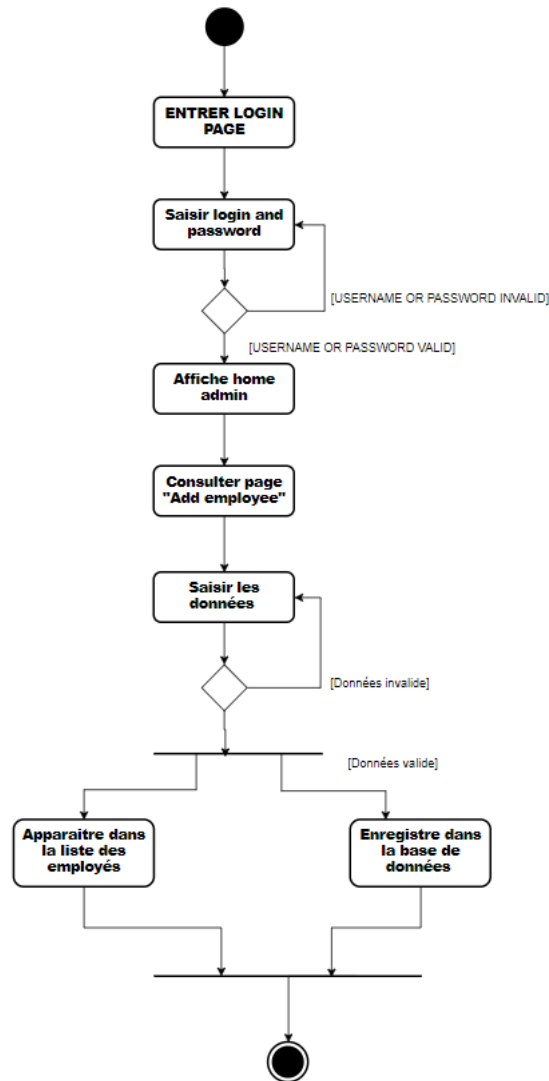 ENTRER LOGIN
PAGE
Saisir login and
password
[USERNAME OR PASSWORD INVALID]
[USERNAME OR PASSWORD VALID]
Affiche home
admin
Consulter page
"Add employee"
Saisir les
données
[Données invalide]
[Données valide]
Apparaitre dans
la liste des
employés
Enregistre dans
la base de
données